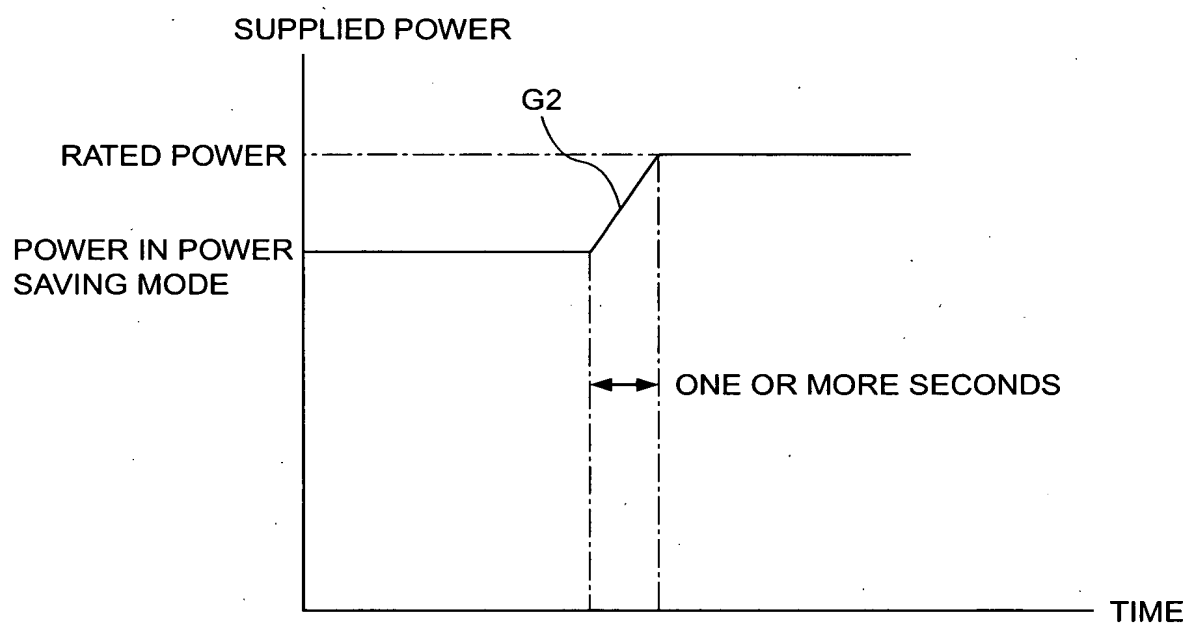 SUPPLIED POWER
G2
RATED POWER
POWER IN POWER
SAVING MODE
ONE OR MORE SECONDS
TIME